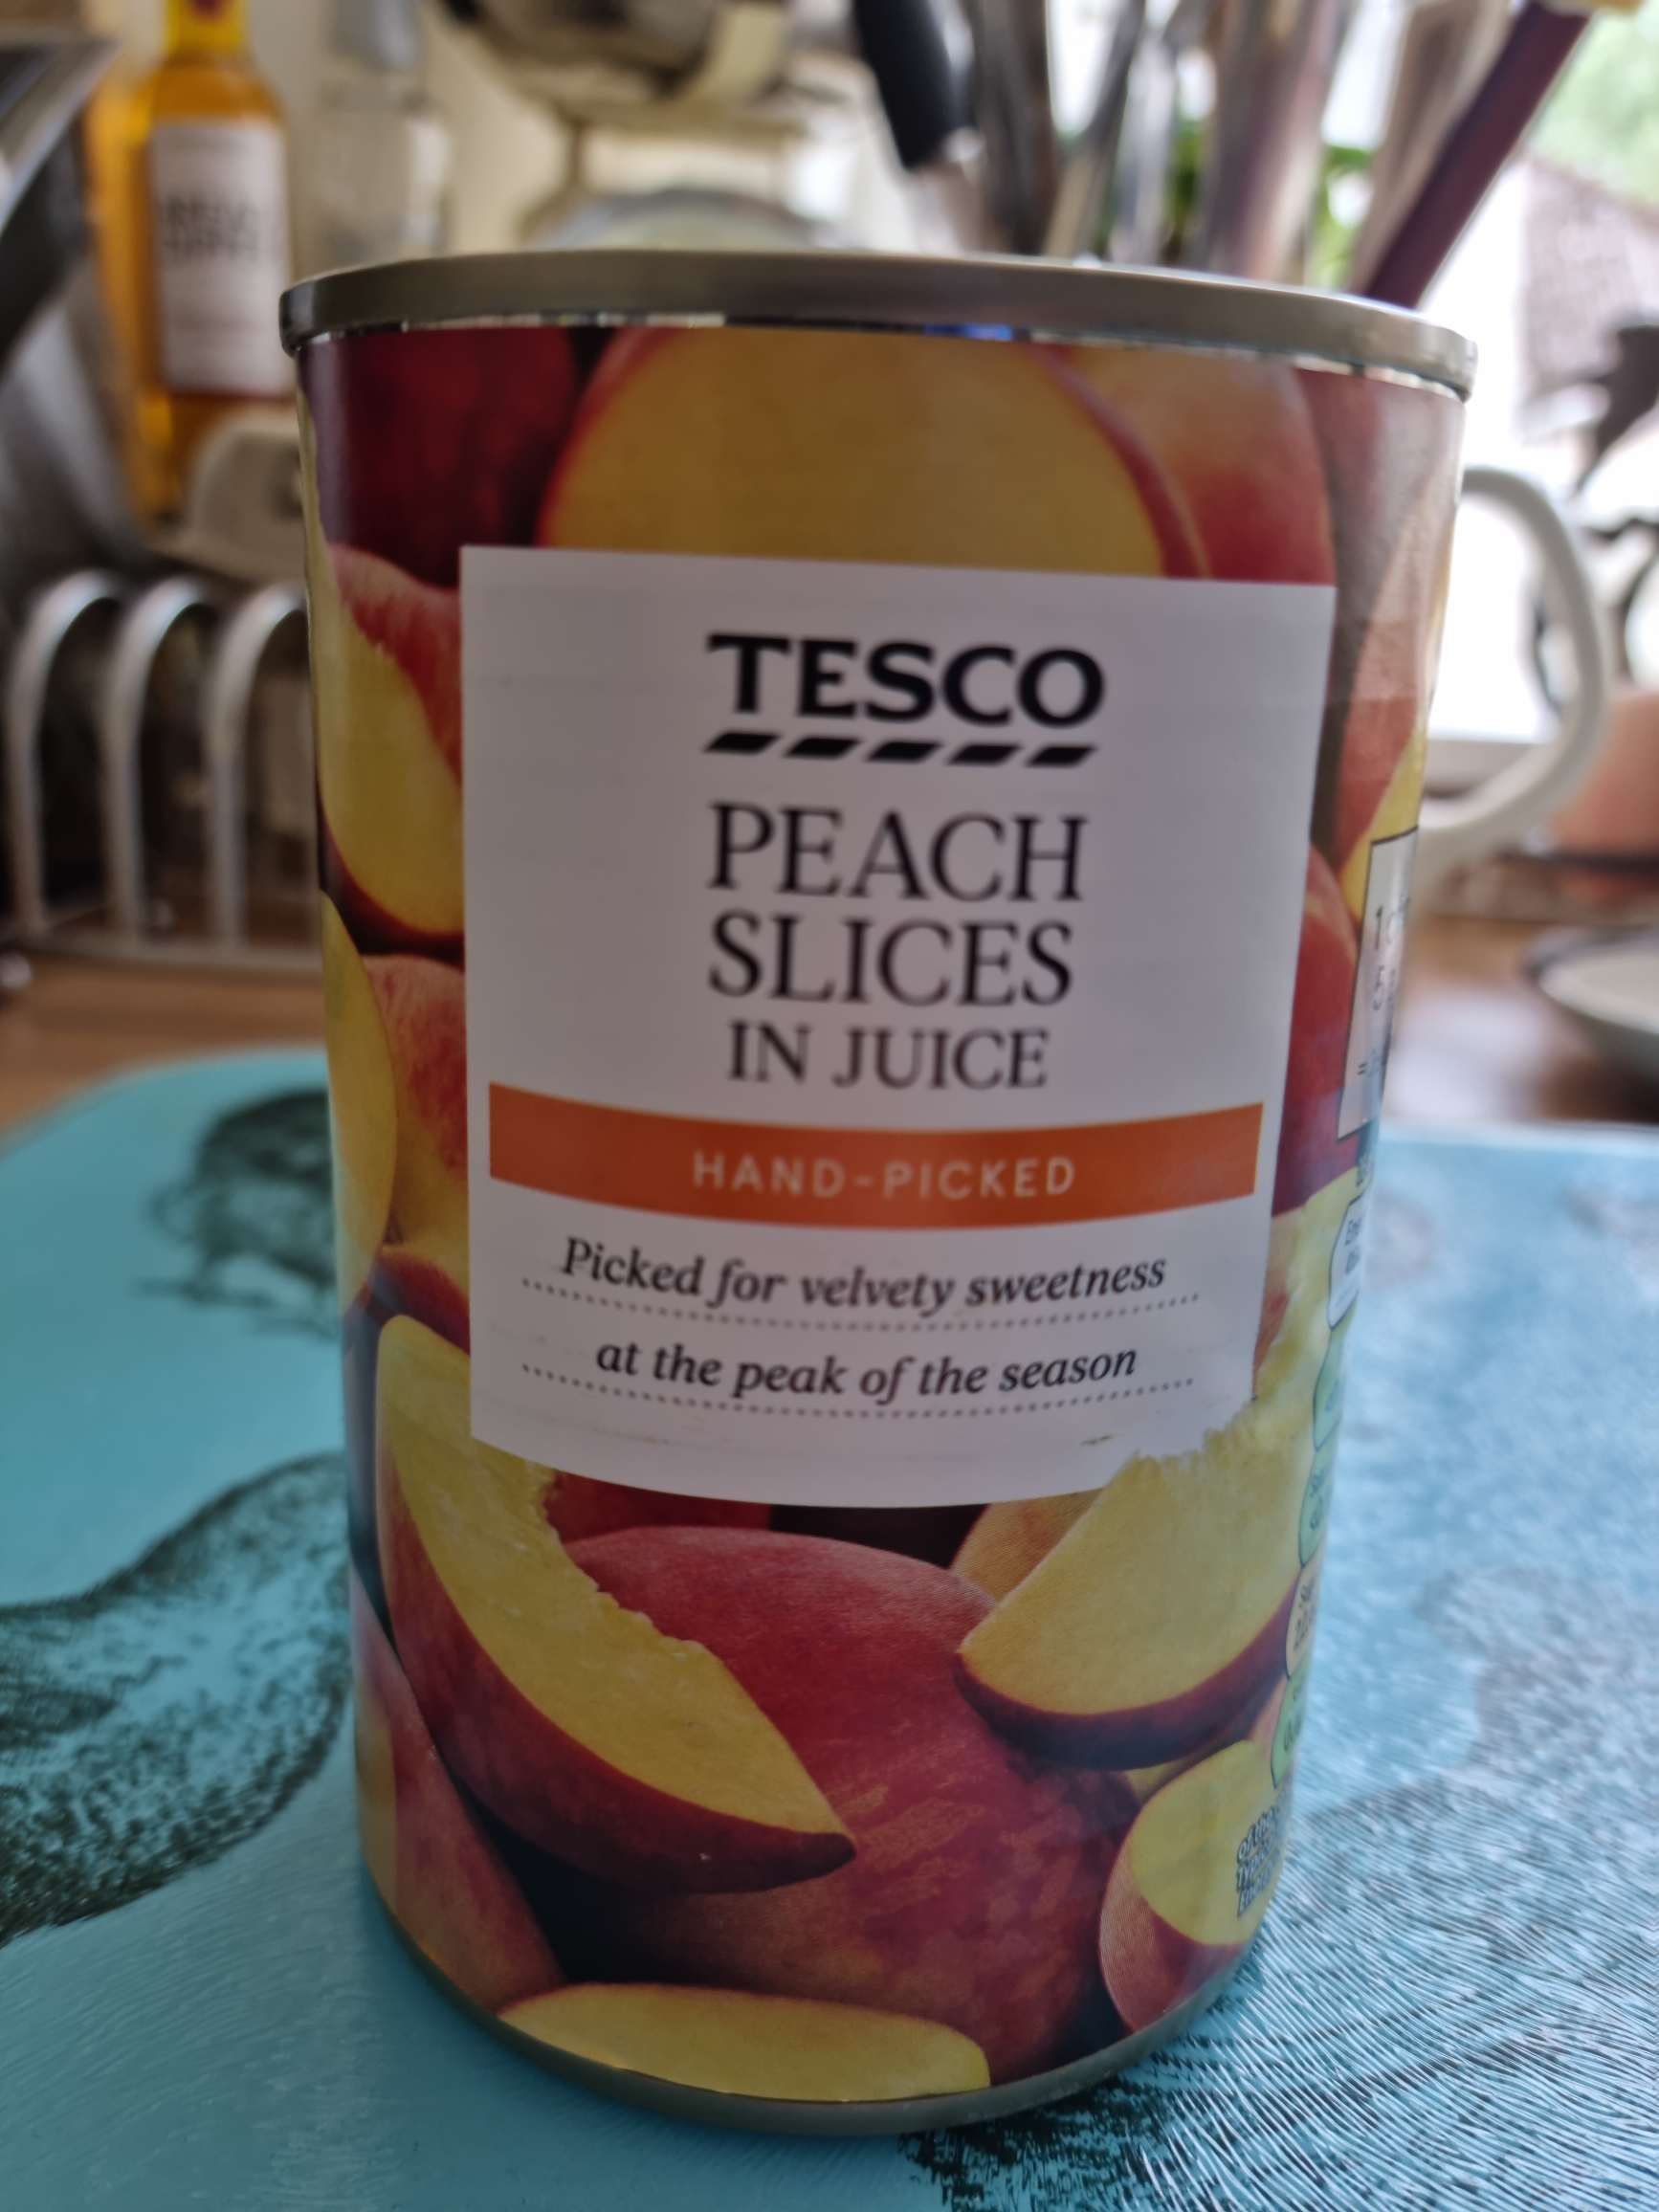 TESCO
PEACH
SLICES
IN JUICE
HAND-PICKED
Picked for velvety sweetness
at the peak of the season